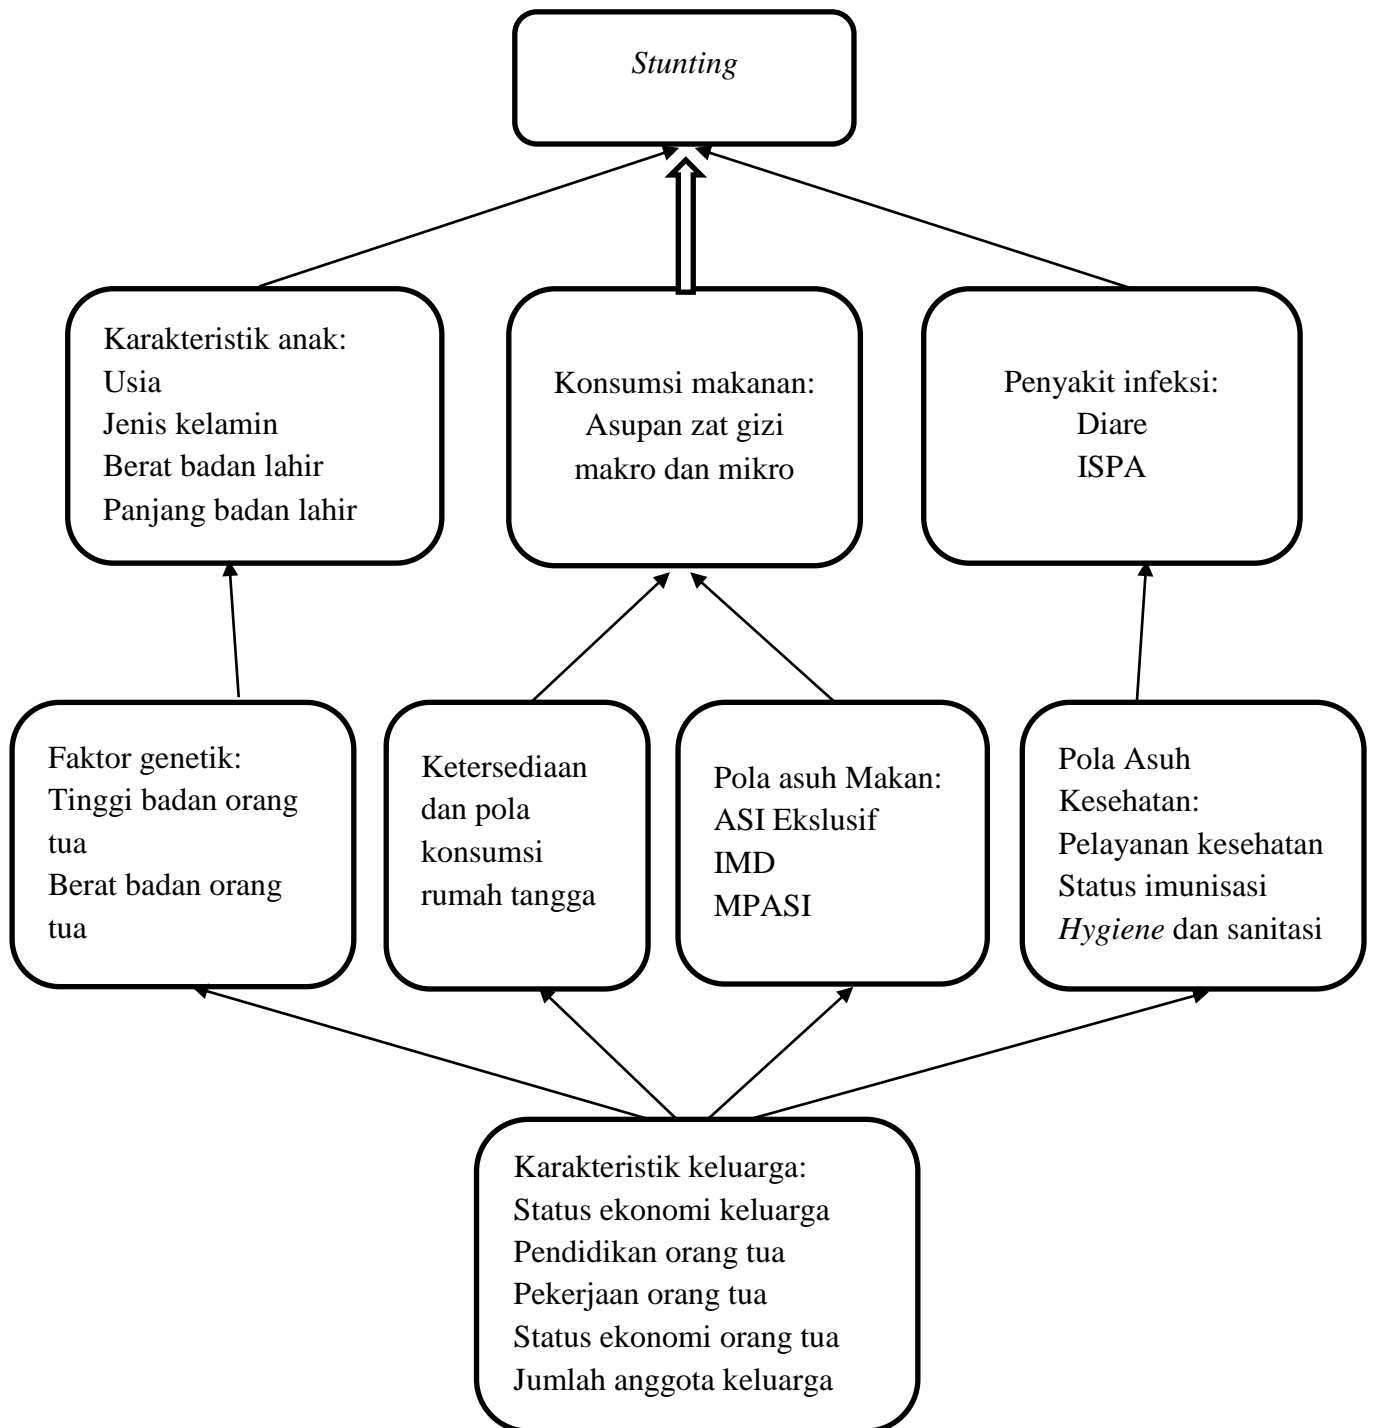 Stunting
Karakteristik anak:
Usia
Jenis kelamin
Berat badan lahir
Panjang badan lahir
Konsumsi makanan:
Asupan zat gizi
makro dan mikro
Penyakit infeksi:
Diare
ISPA
Faktor genetik:
Tinggi badan orang
tua
Berat badan orang
tua
Ketersediaan
dan pola
konsumsi
rumah tangga
Pola asuh Makan:
ASI Ekslusif
IMD
MPASI
Pola Asuh
Kesehatan:
Pelayanan kesehatan
Status imunisasi
Hygiene dan sanitasi
Karakteristik keluarga:
Status ekonomi keluarga
Pendidikan orang tua
Pekerjaan orang tua
Status ekonomi orang tua
Jumlah anggota keluarga